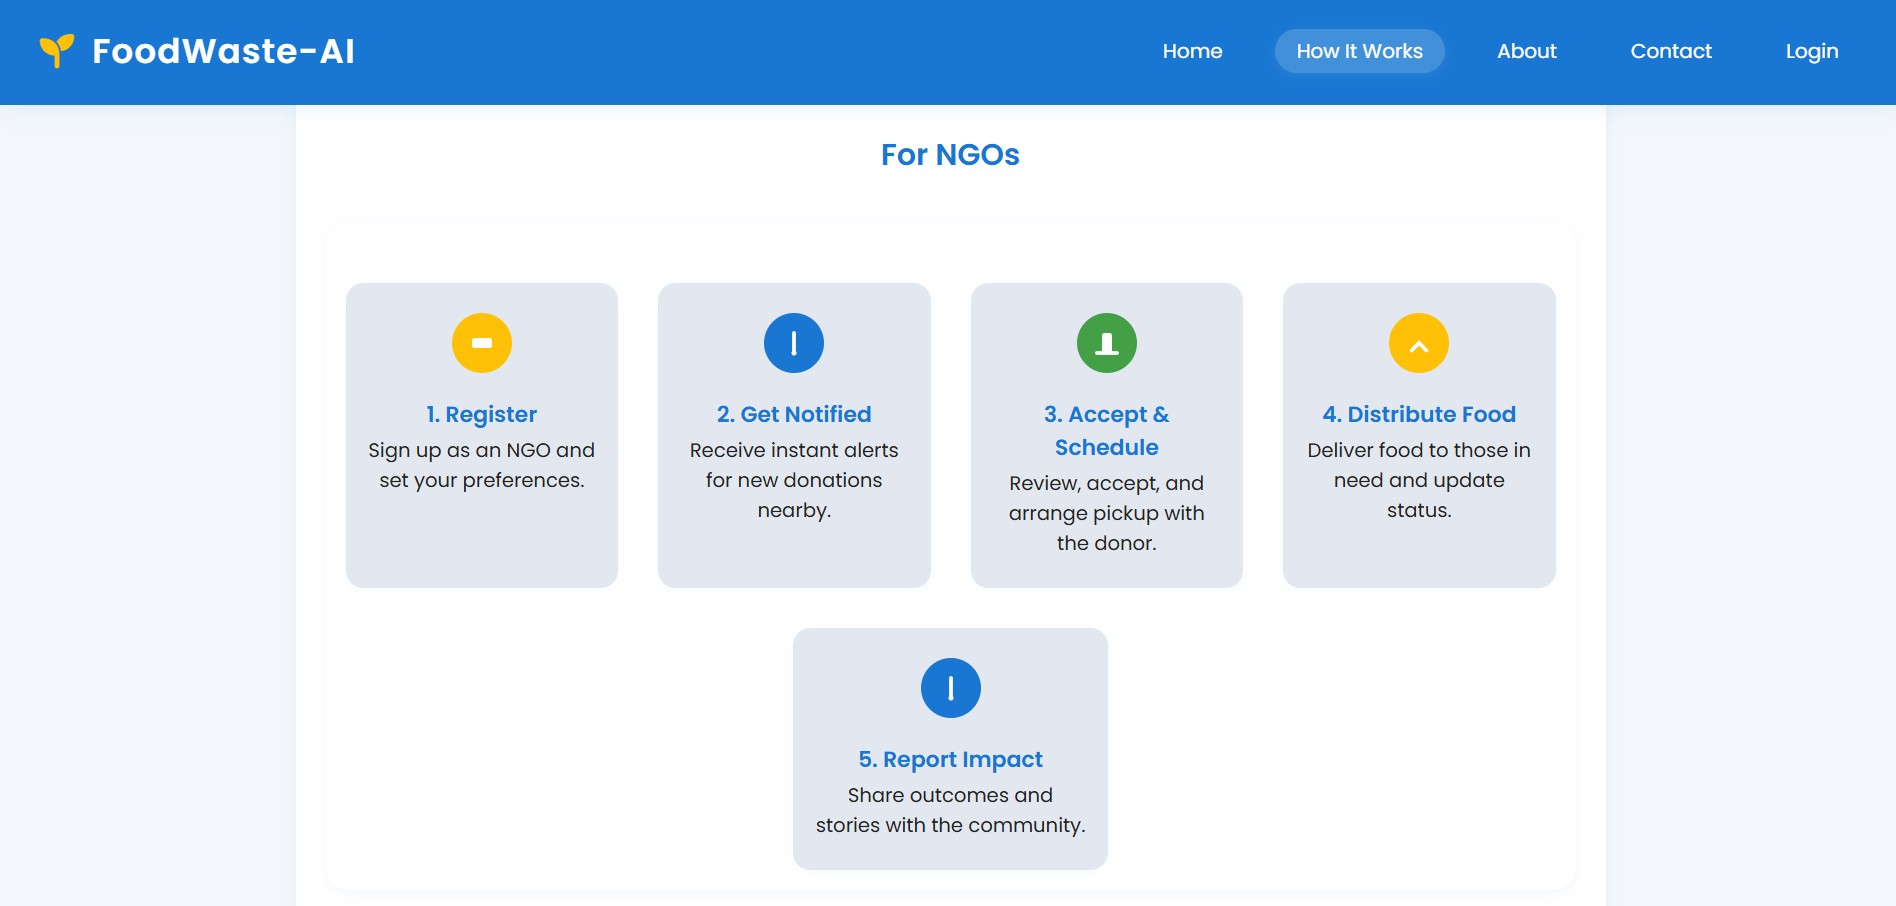 FoodWaste-AI
Home
How It Works
About
Contact
Login
For NGOs
1. Register
Sign up as an NGO and
set your preferences.
2. Get Notified
Receive instant alerts
for new donations
nearby.
3. Accept &
Schedule
Review, accept, and
arrange pickup with
the donor.
4. Distribute Food
Deliver food to those in
need and update
status.
5. Report Impact
Share outcomes and
stories with the community.